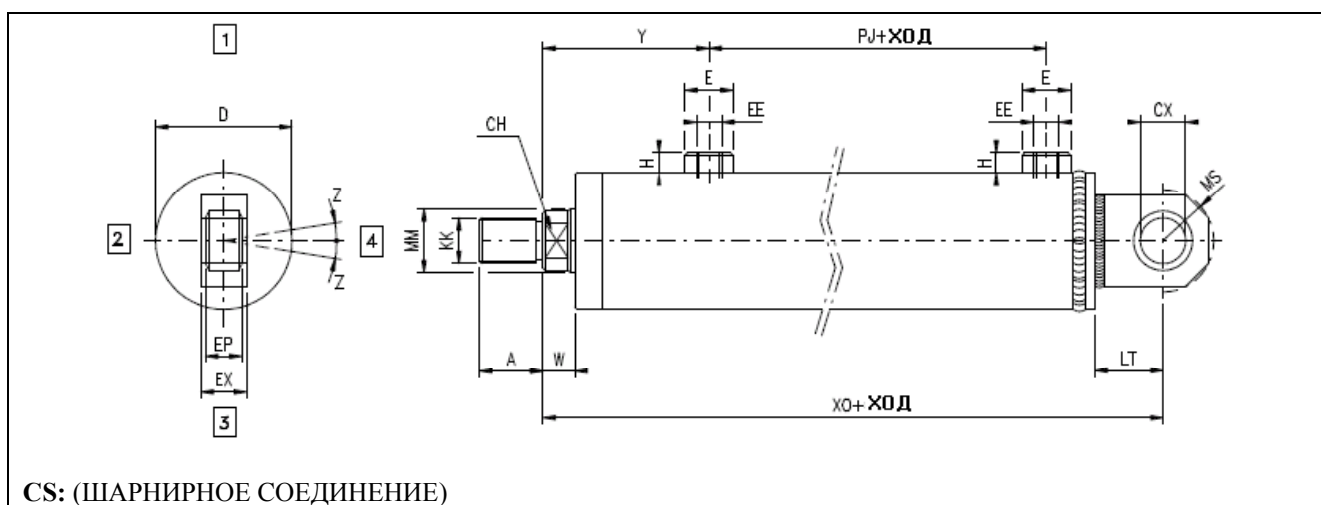 1
Y
PJ+ХОД
D
E
E
CH
EE
EE
CX
H
H
MS
Z
2
4
MM
KK
Z
EP
A
W
LT
EX
XO+ХОД
3
CS: (ШАРНИРНОЕ СОЕДИНЕНИЕ)